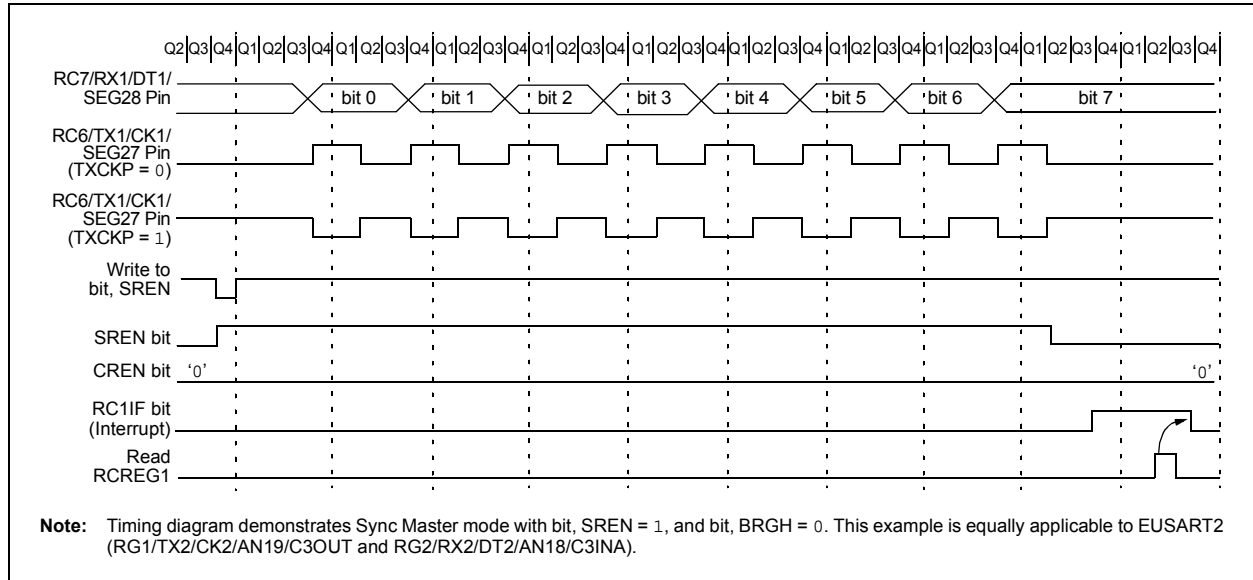 Q2 Q3 Q4 Q1 Q2 Q3 Q4 Q1 Q2 Q3 Q4 Q1 Q2 Q3 Q4 Q1 Q2 Q3 Q4 Q1 Q2 Q3 Q4 Q1 Q2 Q3 Q4 Q1 Q2 Q3 Q4 Q1 Q2 Q3 Q4 Q1 Q2 Q3 Q4 Q1 Q2 Q3 Q4
RC7/RX1/DT1/
SEG28 Pin
bit 0 bit 1 bit 2 bit 3 bit 4 bit 5 bit 6 bit 7
RC6/TX1/CK1/
SEG27 Pin
(TXCKP = 0)
RC6/TX1/CK1/
SEG27 Pin
(TXCKP = 1)
Write to
bit, SREN
SREN bit
CREN bit '0' '0'
RC1IF bit
(Interrupt)
Read
RCREG1
Note: Timing diagram demonstrates Sync Master mode with bit, SREN = 1, and bit, BRGH = 0. This example is equally applicable to EUSART2
(RG1/TX2/CK2/AN19/C3OUT and RG2/RX2/DT2/AN18/C3INA).